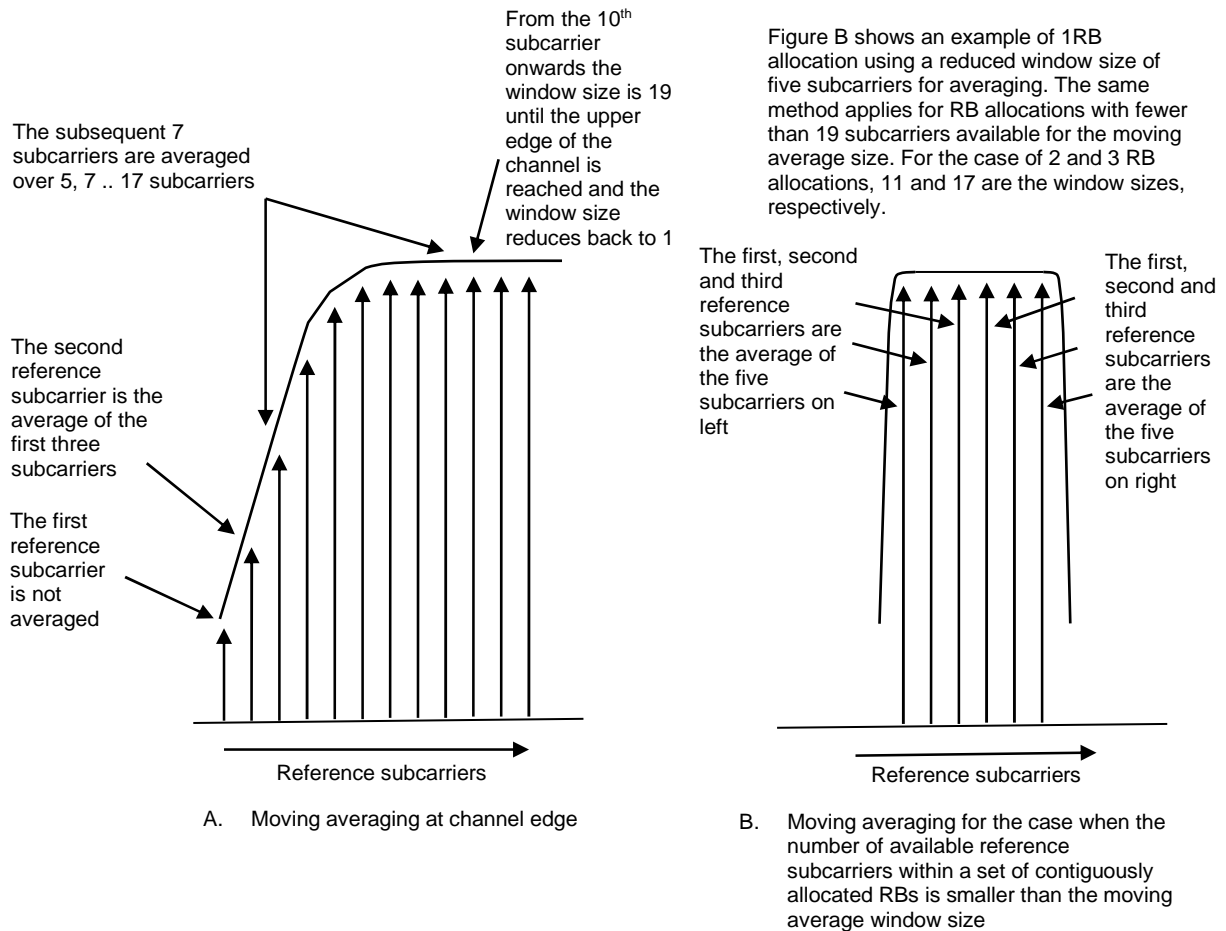 From the 10th
subcarrier
onwards the
window size is 19
until the upper
edge of the
channel is
reached and the
window size
reduces back to 1
The subsequent 7
subcarriers are averaged
over 5, 7 .. 17 subcarriers
The second
reference
subcarrier is the
average of the
first three
subcarriers
The first
reference
subcarrier
is not
averaged
Reference subcarriers
A. Moving averaging at channel edge
Figure B shows an example of 1RB
allocation using a reduced window size of
five subcarriers for averaging. The same
method applies for RB allocations with fewer
than 19 subcarriers available for the moving
average size. For the case of 2 and 3 RB
allocations, 11 and 17 are the window sizes,
respectively.
The first, second
and third
reference
subcarriers are
the average of
the five
subcarriers on
left
The first,
second and
third
reference
subcarriers
are the
average of
the five
subcarriers
on right
Reference subcarriers
B. Moving averaging for the case when the
number of available reference
subcarriers within a set of contiguously
allocated RBs is smaller than the moving
average window size